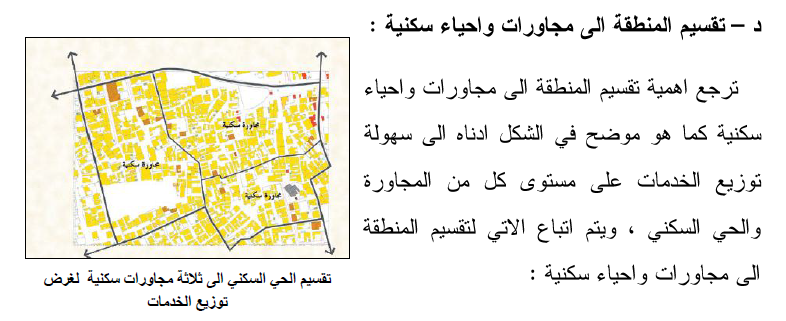 د – تقسيم المنطقة الى مجاورات واحياء سكنية :
ترجع اهمية تقسيم المنطقة الى مجاورات واحياء
سكنية كما هو موضح في الشكل ادناه الى سهولة
توزيع الخدمات على مستوى كل من المجاورة
والحي السكني ، ويتم اتباع الاتي لتقسيم المنطقة
الى مجاورات واحياء سكنية :
مجاورة سكنية
مجاورة سكنية
مجاورة سكنية
تقسيم الحي السكني الى ثلاثة مجاورات سكنية لغرض
توزيع الخدمات